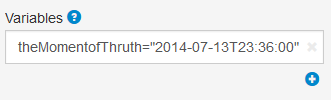 Variables ?
theMomentofThruth="2014-07-13T23:36:00" ×